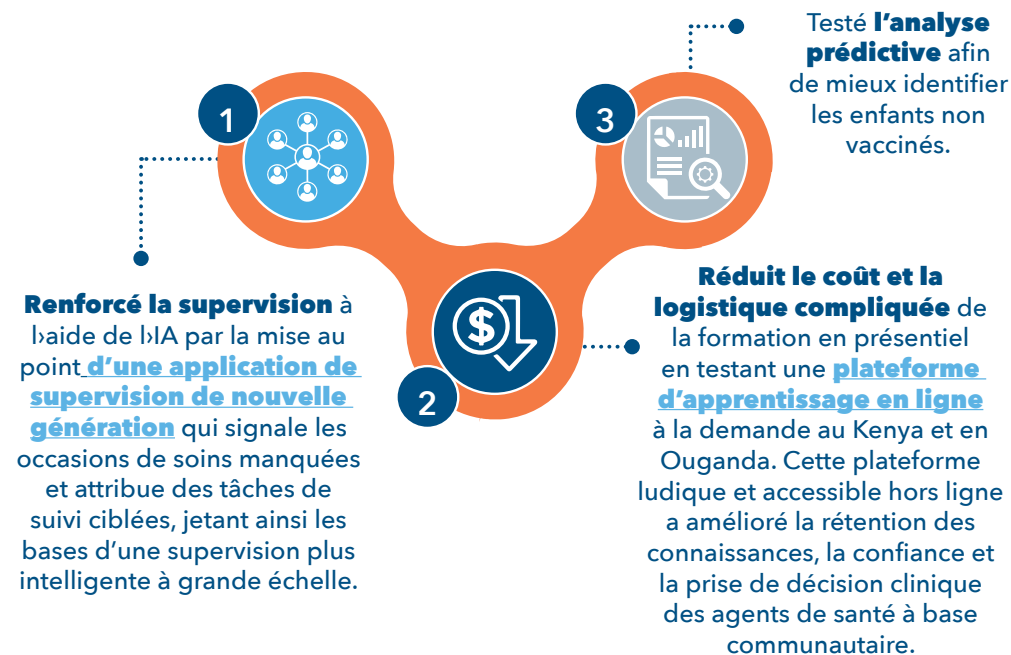 1
Renforcé la supervision à
l›aide de l›IA par la mise au
point d’une application de
supervision de nouvelle
génération qui signale les
occasions de soins manquées
et attribue des tâches de
suivi ciblées, jetant ainsi les
bases d’une supervision plus
intelligente à grande échelle.
2
$
Réduit le coût et la
logistique compliquée de
la formation en présentiel
en testant une plateforme
d’apprentissage en ligne
à la demande au Kenya et en
Ouganda. Cette plateforme
ludique et accessible hors ligne
a amélioré la rétention des
connaissances, la confiance et
la prise de décision clinique
des agents de santé à base
communautaire.
3
Testé l’analyse
prédictive afin
de mieux identifier
les enfants non
vaccinés.